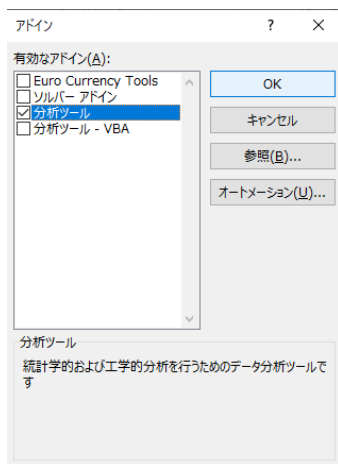 アドイン
?
×
有効なアドイン(A):
Euro Currency Tools
ソルバー アドイン
分析ツール
分析ツール - VBA
OK
キャンセル
参照(B)...
オートメーション(U)...
分析ツール
統計学的および工学的分析を行うためのデータ分析ツールで
す